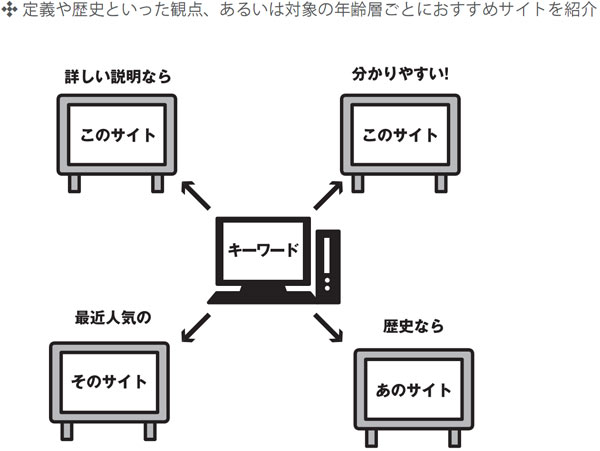 定義や歴史といった観点、あるいは対象の年齢層ごとにおすすめサイトを紹介
詳しい説明なら
分かりやすい!
このサイト
このサイト
キーワード
最近人気の
歴史なら
そのサイト
あのサイト